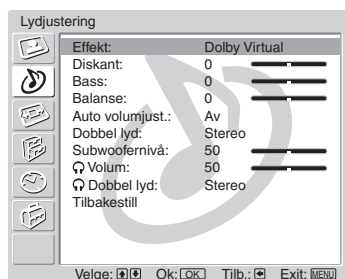 Lydjustering
Effekt: Dolby Virtual
Diskant: 0
Bass: 0
Balanse: 0
Auto volumjust.: Av
Dobbel lyd: Stereo
Subwoofernivå: 50
Volum: 50
Dobbel lyd: Stereo
Tilbakestill
Velge: Ok: OK Tilb.: Exit: MENU